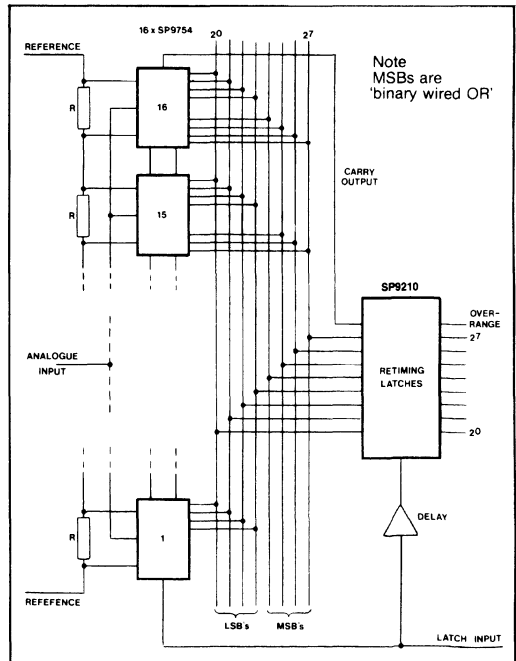 16 x SP9754
20
27
REFERENCE
Note
MSBs are
'binary wired OR'
R
16
CARRY
OUTPUT
R
15
SP9210
OVER-
RANGE
27
RETIMING
LATCHES
20
ANALOGUE
INPUT
DELAY
R
1
REFEFENCE
LSB's
MSB's
LATCH INPUT